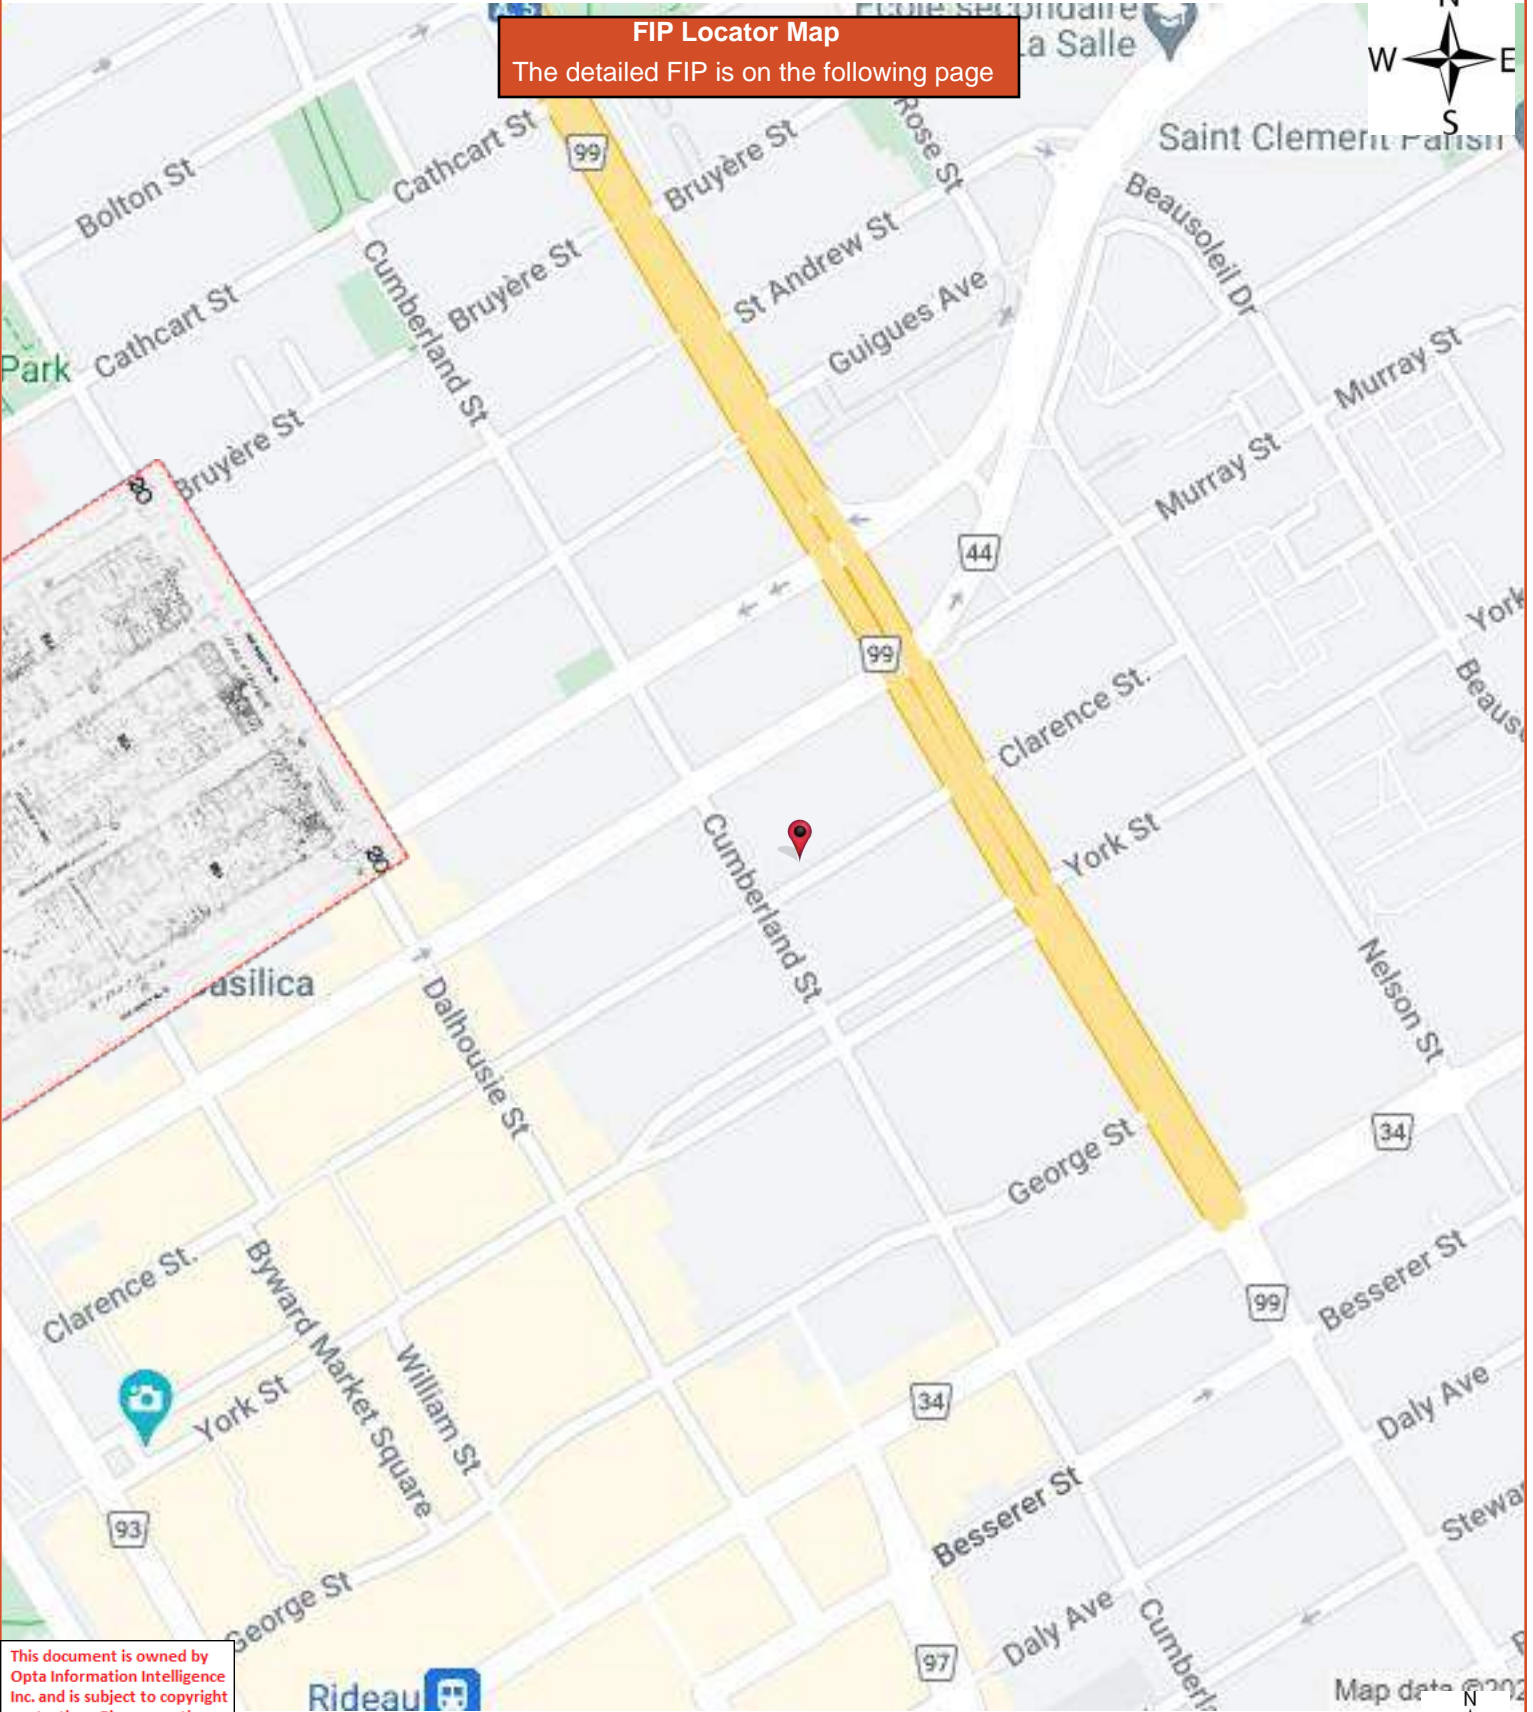 FIP Locator Map
The detailed FIP is on the following page
La Salle
N
W
E
S
Saint Clement Parish
99
Cathcart St
Bruyère St
Rose St
Bolton St
Beausoleil Dr
Cumberland St
Bruyère St
St Andrew St
Guigues Ave
Cathcart St
Park
Murray St
Bruyère St
Murray St
44
York
99
Clarence St.
York St
Cumberland St
Nelson St
Dalhousie St
George St
34
Clarence St.
Byward Market Square
99
Besserer St
William St
York St
34
Daly Ave
93
Besserer St
George St
Daly Ave
Cumberla
97
Rideau
This document is owned by
Opta Information Intelligence
Inc. and is subject to copyright
Map data ©202
N